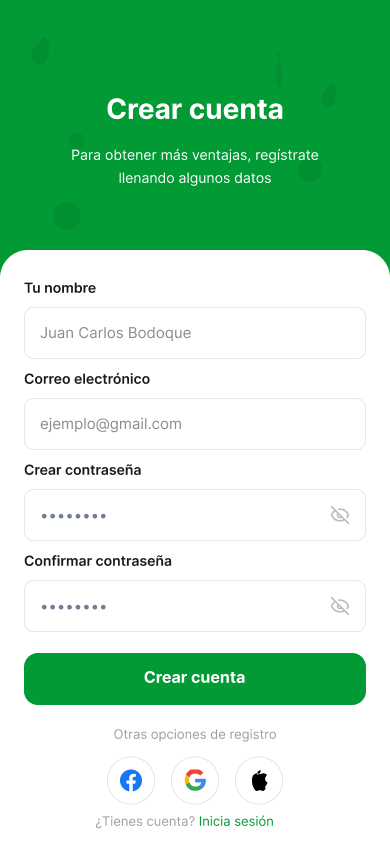 Crear cuenta
Para obtener más ventajas, regístrate
llenando algunos datos
Tu nombre
Juan Carlos Bodoque
Correo electrónico
ejemplo@gmail.com
Crear contraseña
••••••••
Confirmar contraseña
••••••••
Crear cuenta
Otras opciones de registro
¿Tienes cuenta? Inicia sesión